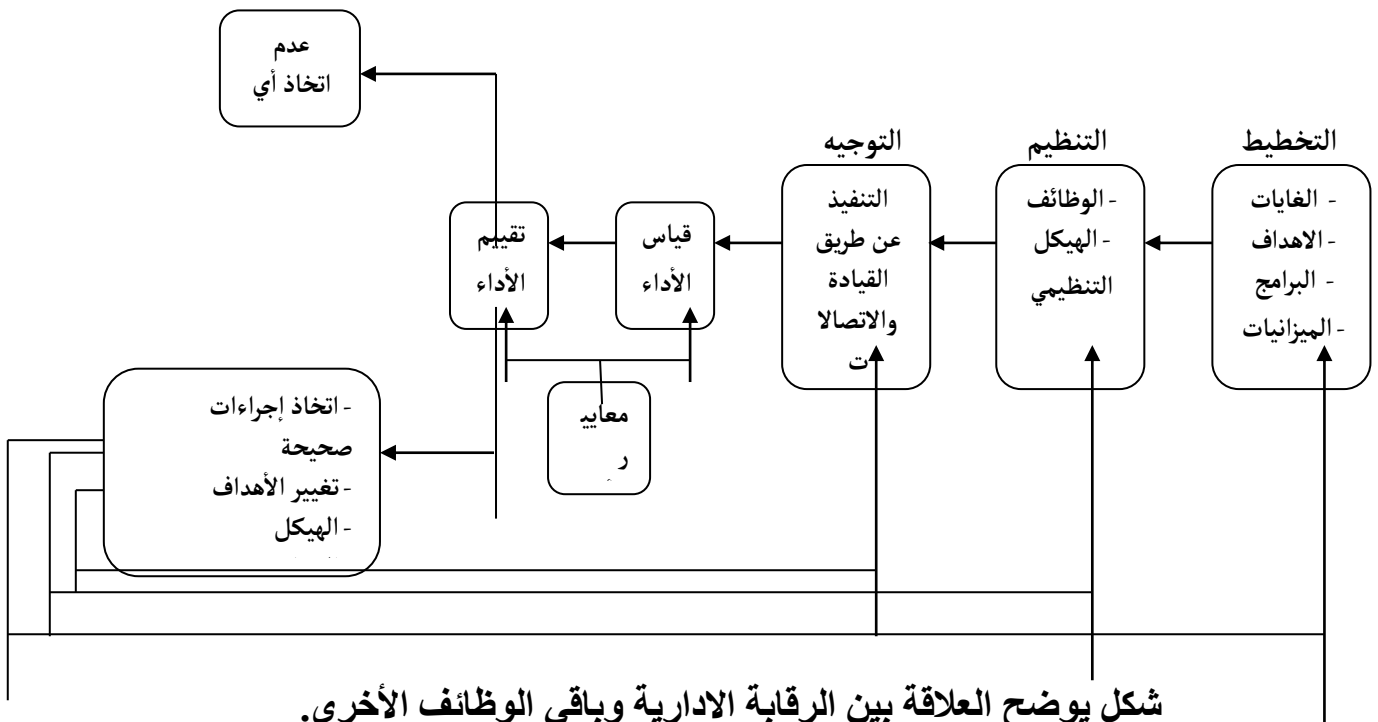 عدم
اتخاذ أي
التخطيط
التنظيم
التوجيه
- الغايات
- الاهداف
- البرامج
- الميزانيات
- الوظائف
- الهيكل
التنظيمي
التنفيذ
عن طريق
القيادة
والاتصالا
ت
قياس
الأداء
تقييم
الأداء
معايير
ر
- اتخاذ إجراءات
صحيحة
- تغيير الأهداف
- الهيكل
شكل يوضح العلاقة بين الرقابة الادارية وباقي الوظائف الأخرى.